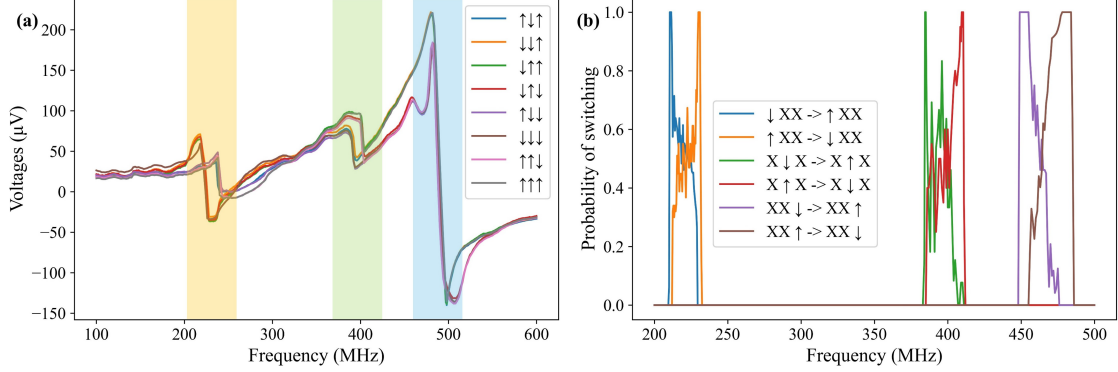 (a)
200
150
100
50
0
−50
−100
−150
Voltages (μV)
100
200
300
400
500
600
Frequency (MHz)
↑↓↑
↓↓↑
↓↑↑
↓↑↓
↑↓↓
↓↓↓
↑↑↓
↑↑↑
(b)
1.0
0.8
0.6
0.4
0.2
0.0
Probability of switching
200
250
300
350
400
450
500
Frequency (MHz)
↓ XX -> ↑ XX
↑ XX -> ↓ XX
X ↓ X -> X ↑ X
X ↑ X -> X ↓ X
XX ↓ -> XX ↑
XX ↑ -> XX ↓